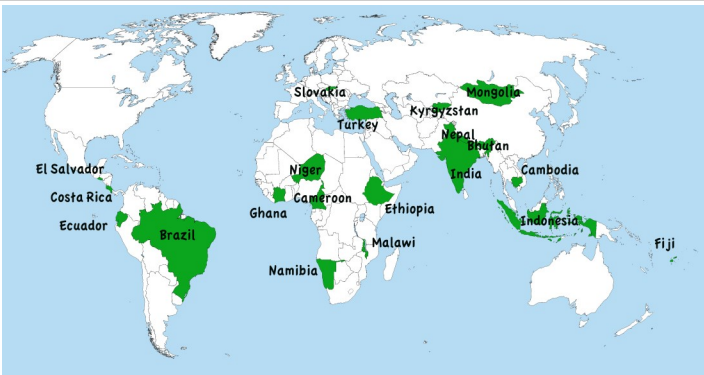 Slovakia
Mongolia
Kyrgyzstan
Turkey
Nepal
Bhutan
El Salvador
Niger
India
Cambodia
Costa Rica
Cameroon
Ghana
Ethiopia
Ecuador
Brazil
Indonesia
Malawi
Fiji
Namibia